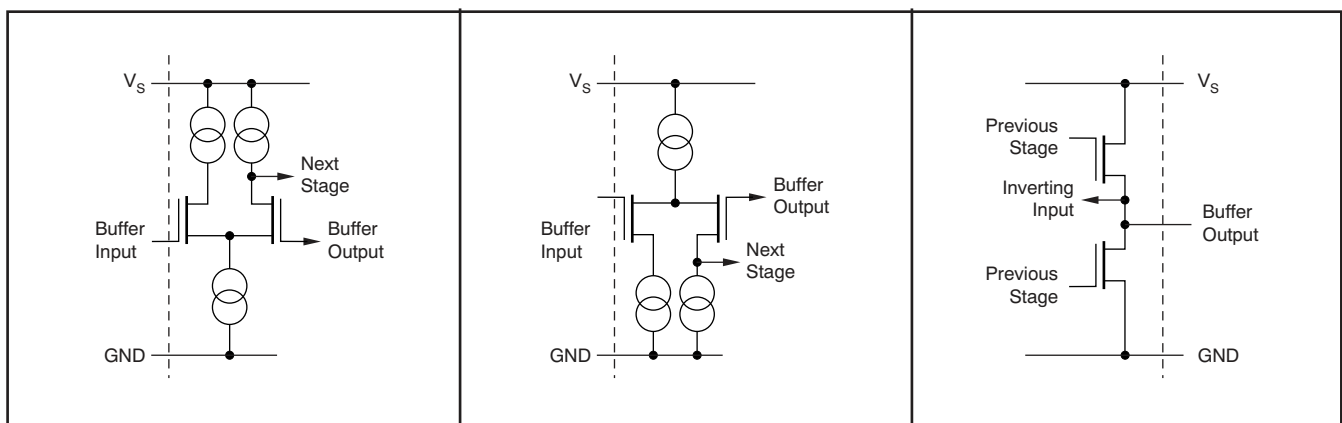 V_S
Next
Stage
Buffer
Input
Buffer
Output
GND
V_S
Buffer
Output
Buffer
Input
Next
Stage
GND
V_S
Previous
Stage
Inverting
Input
Buffer
Output
Previous
Stage
GND